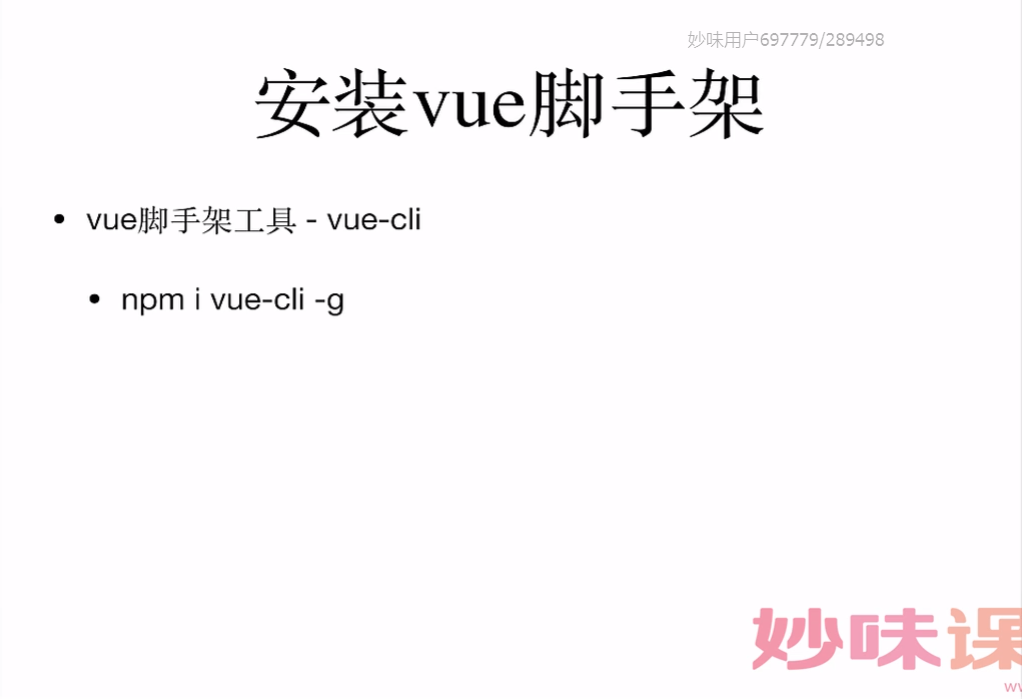 妙味用户697779/289498
安装vue脚手架
• vue脚手架工具 - vue-cli
• npm i vue-cli -g
妙味课